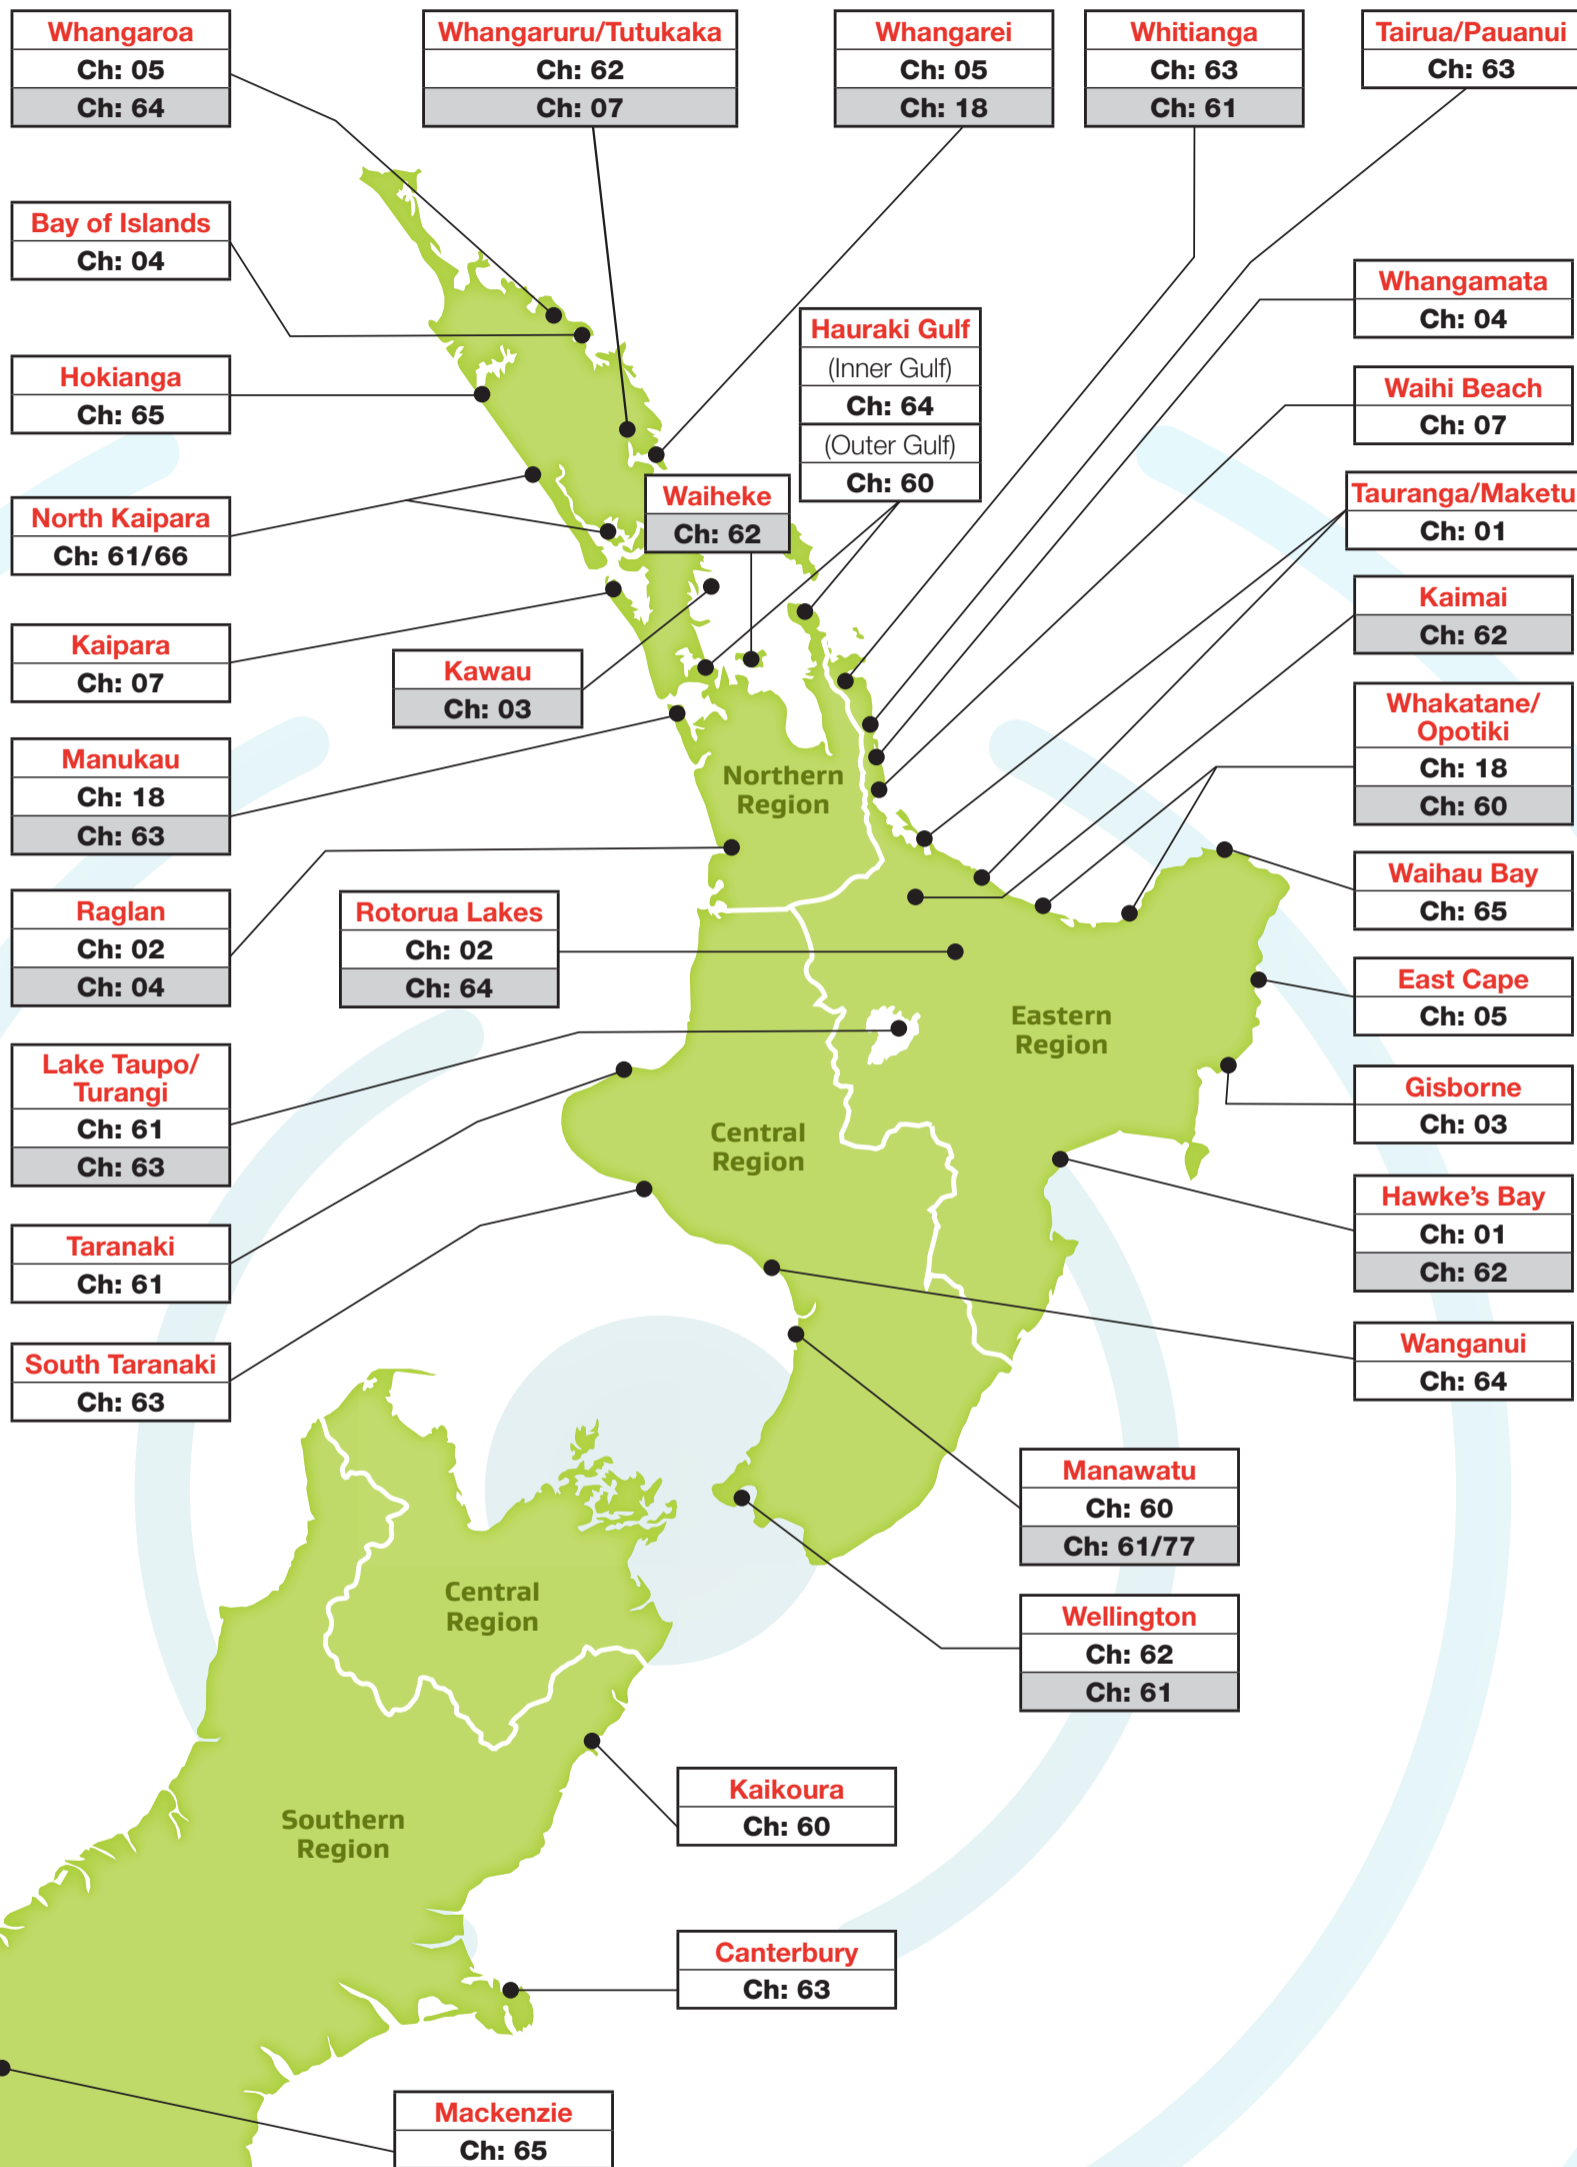 Whangaroa
Ch: 05
Ch: 64
Whangaruru/Tutukaka
Ch: 62
Ch: 07
Whangarei
Ch: 05
Ch: 18
Whitianga
Ch: 63
Ch: 61
Tairua/Pauanui
Ch: 63
Bay of Islands
Ch: 04
Whangamata
Ch: 04
Hauraki Gulf
(Inner Gulf)
Ch: 64
(Outer Gulf)
Ch: 60
Hokianga
Ch: 65
Waihi Beach
Ch: 07
Waiheke
Ch: 62
Tauranga/Maketu
Ch: 01
North Kaipara
Ch: 61/66
Kaimai
Ch: 62
Kaipara
Ch: 07
Kawau
Ch: 03
Whakatane/
Opotiki
Ch: 18
Ch: 60
Manukau
Ch: 18
Ch: 63
Northern
Region
Waihau Bay
Ch: 65
Raglan
Ch: 02
Ch: 04
Rotorua Lakes
Ch: 02
Ch: 64
East Cape
Ch: 05
Eastern
Region
Lake Taupo/
Turangi
Ch: 61
Ch: 63
Gisborne
Ch: 03
Central
Region
Hawke's Bay
Ch: 01
Ch: 62
Taranaki
Ch: 61
Wanganui
Ch: 64
South Taranaki
Ch: 63
Manawatu
Ch: 60
Ch: 61/77
Central
Region
Wellington
Ch: 62
Ch: 61
Kaikoura
Ch: 60
Southern
Region
Canterbury
Ch: 63
Mackenzie
Ch: 65